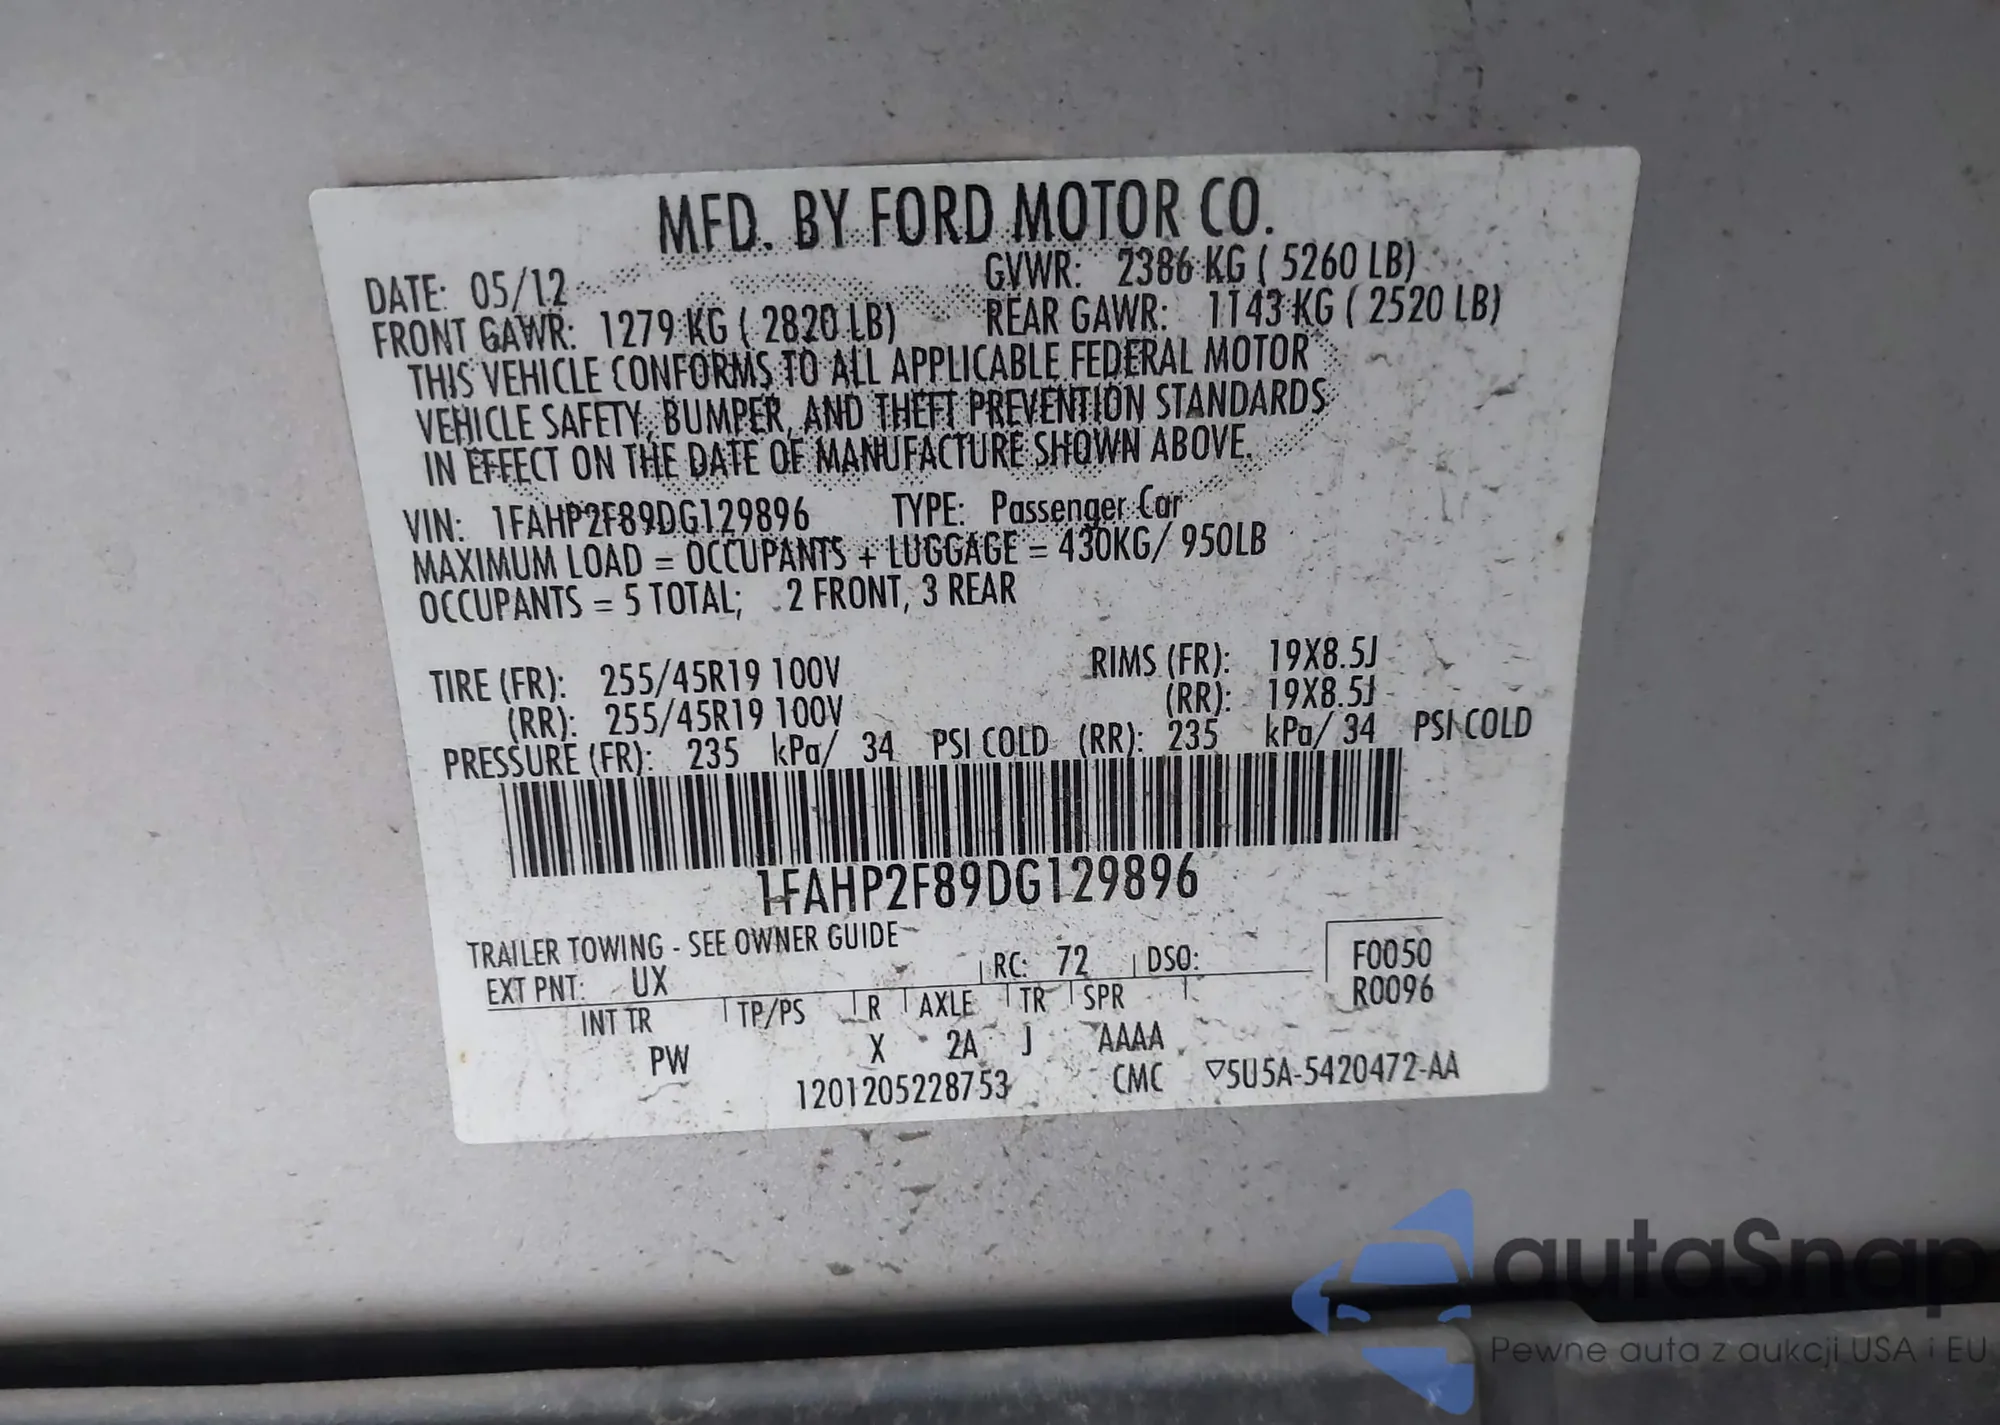 MFD. BY FORD MOTOR CO.
DATE: 05/12 GVWR: 2386 KG ( 5260 LB)
FRONT GAWR: 1279 KG ( 2820 LB) REAR GAWR: 1143 KG ( 2520 LB)
THIS VEHICLE CONFORMS TO ALL APPLICABLE FEDERAL MOTOR
VEHICLE SAFETY, BUMPER, AND THEFT PREVENTION STANDARDS
IN EFFECT ON THE DATE OF MANUFACTURE SHOWN ABOVE.
VIN: 1FAHP2F89DG129896 TYPE: Passenger Car
MAXIMUM LOAD = OCCUPANTS + LUGGAGE = 430KG/ 950LB
OCCUPANTS = 5 TOTAL; 2 FRONT, 3 REAR
TIRE (FR): 255/45R19 100V RIMS (FR): 19X8.5J
(RR): 255/45R19 100V (RR): 19X8.5J
PRESSURE (FR): 235 kPa/ 34 PSI COLD (RR): 235 kPa/ 34 PSI COLD
1FAHP2F89DG129896
TRAILER TOWING - SEE OWNER GUIDE
EXT PNT: UX RC: 72 DSO: F0050
INT TR TP/PS R AXLE TR SPR R0096
PW X 2A J AAAA
1201205228753 CMC ▽5U5A-5420472-AA
autaSnap
Pewne auta z aukcji USA i EU